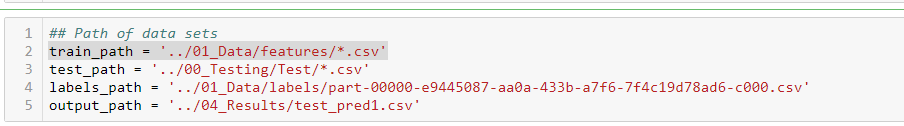 1 ## Path of data sets
2 train_path = '../01_Data/features/*.csv'
3 test_path = '../00_Testing/Test/*.csv'
4 labels_path = '../01_Data/labels/part-00000-e9445087-aa0a-433b-a7f6-7f4c19d78ad6-c000.csv'
5 output_path = '../04_Results/test_pred1.csv'